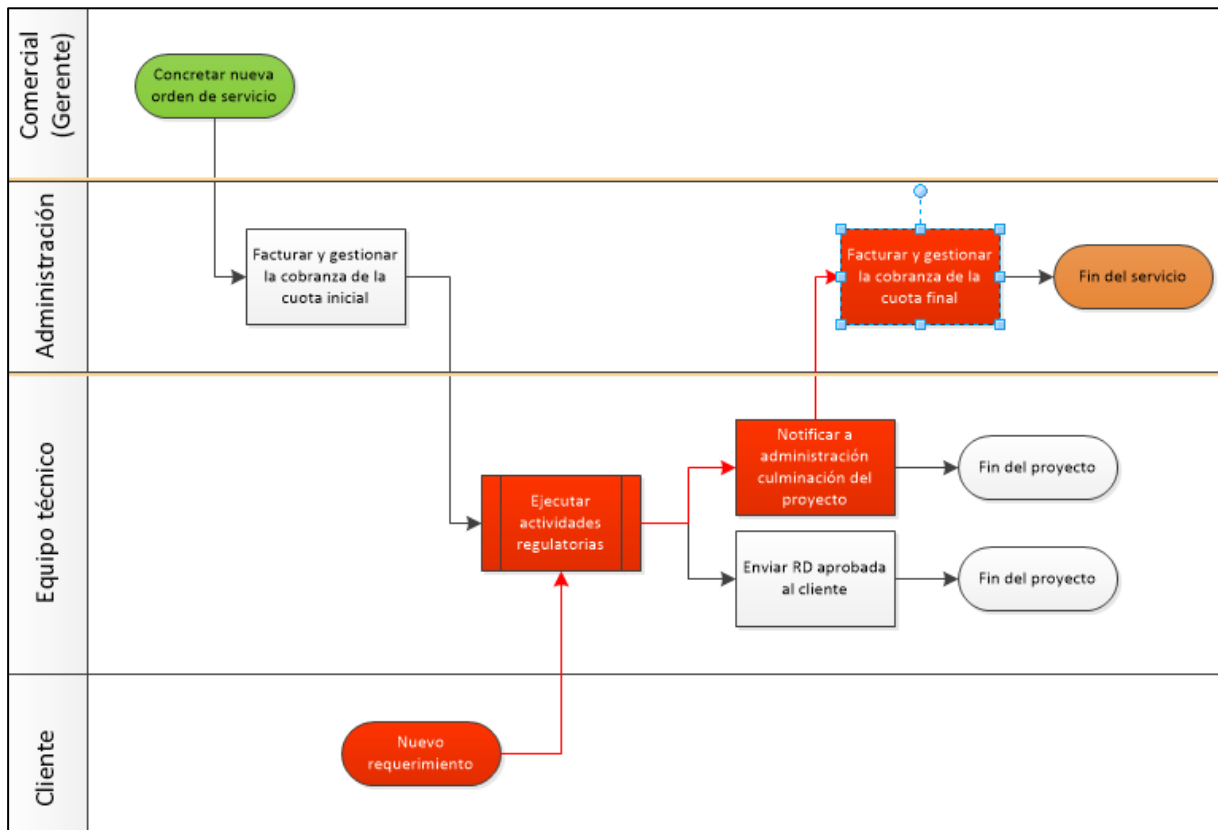 Comercial
(Gerente)
Concretar nueva
orden de servicio
Administración
Facturar y gestionar
la cobranza de la
cuota inicial
Facturar y gestionar
la cobranza de la
cuota final
Fin del servicio
Equipo técnico
Ejecutar
actividades
regulatorias
Notificar a
administración
culminación del
proyecto
Fin del proyecto
Enviar RD aprobada
al cliente
Fin del proyecto
Cliente
Nuevo
requerimiento